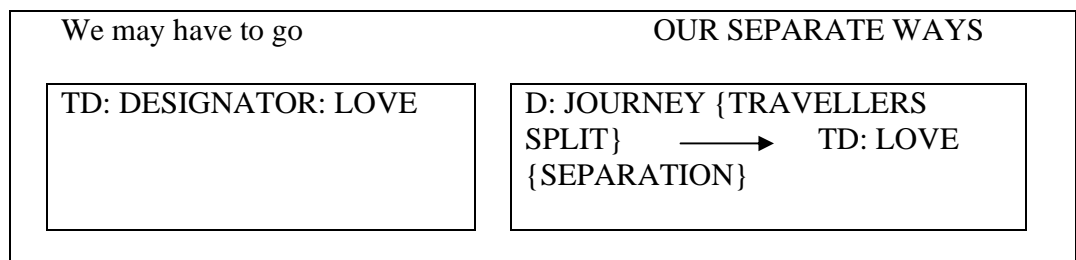 We may have to go OUR SEPARATE WAYS
TD: DESIGNATOR: LOVE
D: JOURNEY {TRAVELLERS
SPLIT} → TD: LOVE
{SEPARATION}